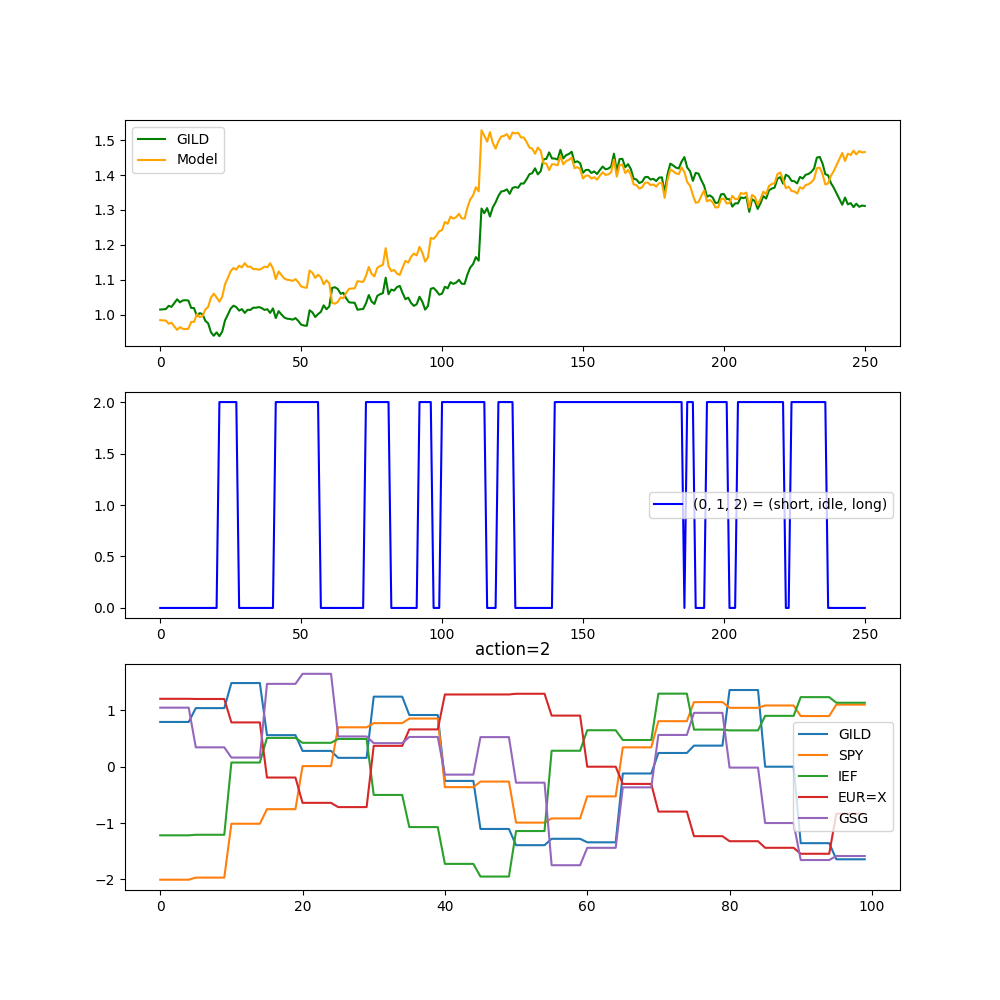 1.5
1.4
1.3
1.2
1.1
1.0
GILD
Model
0 50 100 150 200 250
2.0
1.5
1.0
0.5
0.0
(0, 1, 2) = (short, idle, long)
0 50 100 150 200 250
action=2
1
0
−1
−2
GILD
SPY
IEF
EUR=X
GSG
0 20 40 60 80 100